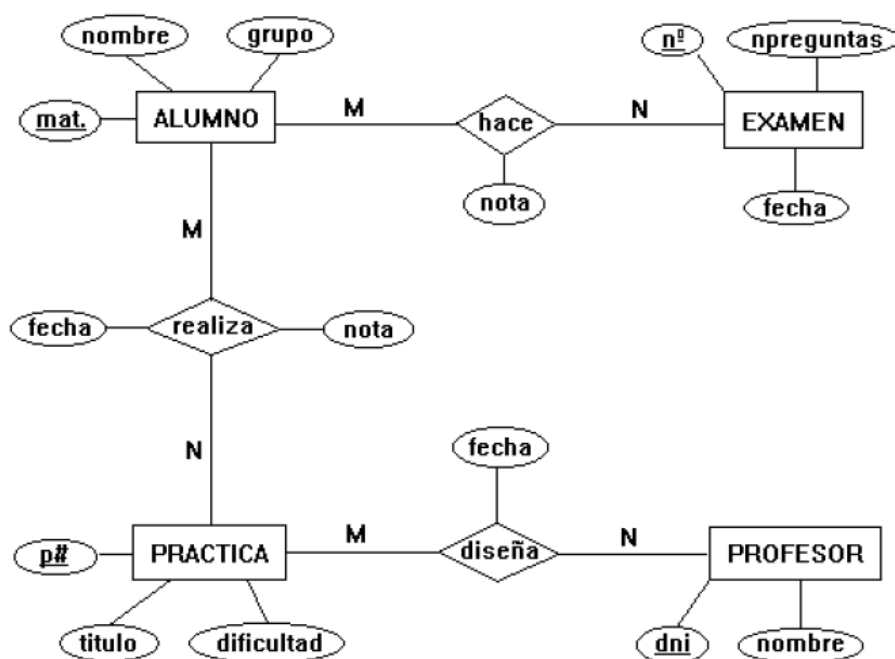 nombre
grupo
nº
npreguntas
mat.
ALUMNO
M
hace
N
EXAMEN
nota
fecha
M
fecha
realiza
nota
N
fecha
p#
PRACTICA
M
diseña
N
PROFESOR
titulo
dificultad
dni
nombre